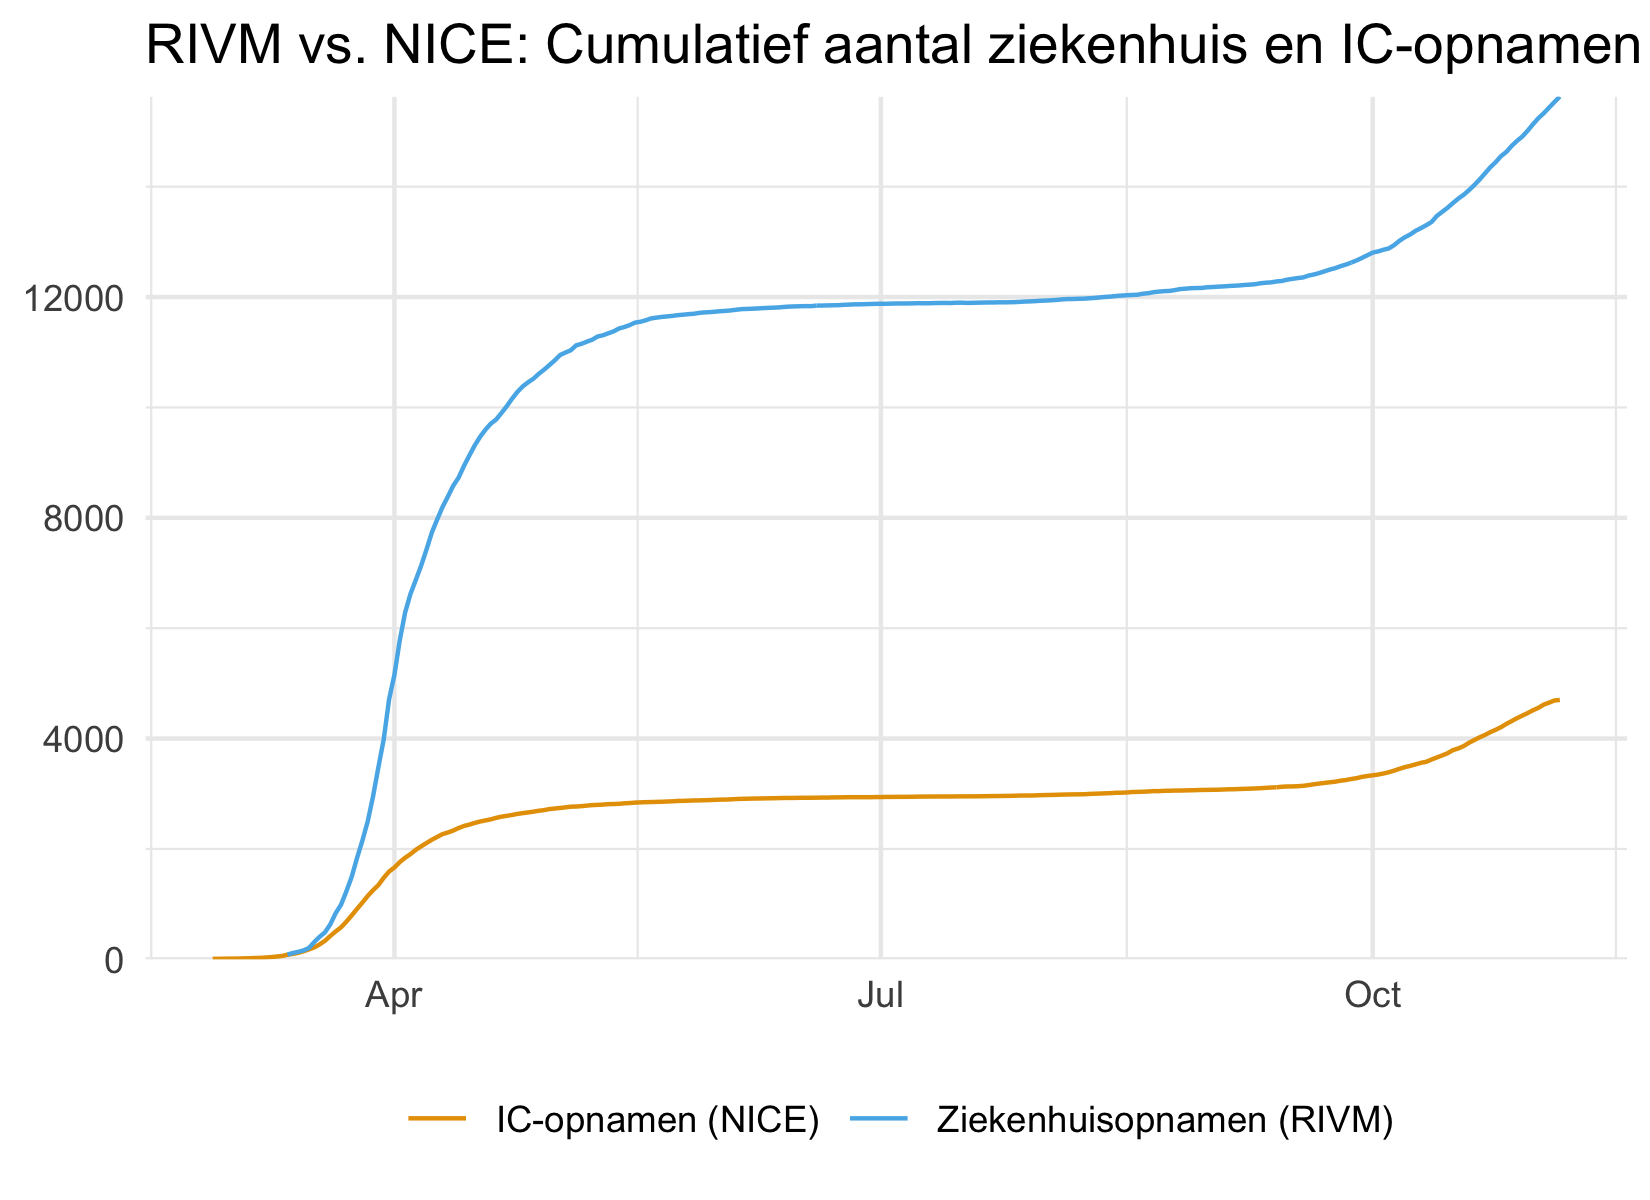 RIVM vs. NICE: Cumulatief aantal ziekenhuis en IC-opnamen
12000
8000
4000
0
Apr Jul Oct
IC-opnamen (NICE) Ziekenhuisopnamen (RIVM)